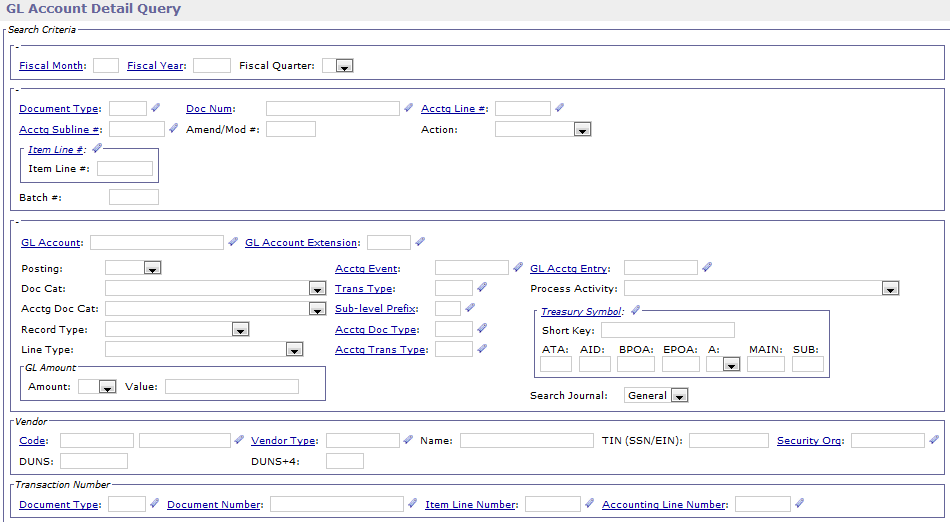 GL Account Detail Query
Search Criteria
-
Fiscal Month: Fiscal Year: Fiscal Quarter:
-
Document Type: Doc Num: Acctg Line #:
Acctg Subline #: Amend/Mod #: Action:
Item Line #:
Item Line #:
Batch #:
-
GL Account: GL Account Extension:
Posting: Acctg Event: GL Acctg Entry:
Doc Cat: Trans Type: Process Activity:
Acctg Doc Cat: Sub-level Prefix: Treasury Symbol:
Record Type: Acctg Doc Type: Short Key:
Line Type: Acctg Trans Type: ATA: AID: BPOA: EPOA: A: MAIN: SUB:
GL Amount
Amount: Value: Search Journal: General
Vendor
Code: Vendor Type: Name: TIN (SSN/EIN): Security Org:
DUNS: DUNS+4:
Transaction Number
Document Type: Document Number: Item Line Number: Accounting Line Number: